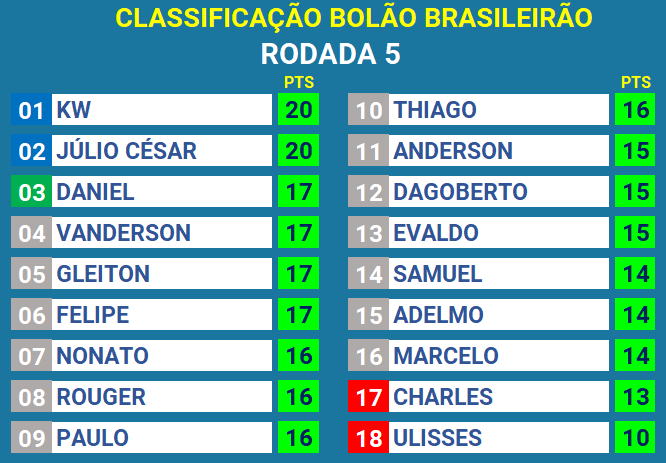 CLASSIFICAÇÃO BOLÃO BRASILEIRÃO
RODADA 5
PTS
01 KW 20
02 JÚLIO CÉSAR 20
03 DANIEL 17
04 VANDERSON 17
05 GLEITON 17
06 FELIPE 17
07 NONATO 16
08 ROUGER 16
09 PAULO 16
PTS
10 THIAGO 16
11 ANDERSON 15
12 DAGOBERTO 15
13 EVALDO 15
14 SAMUEL 14
15 ADELMO 14
16 MARCELO 14
17 CHARLES 13
18 ULISSES 10